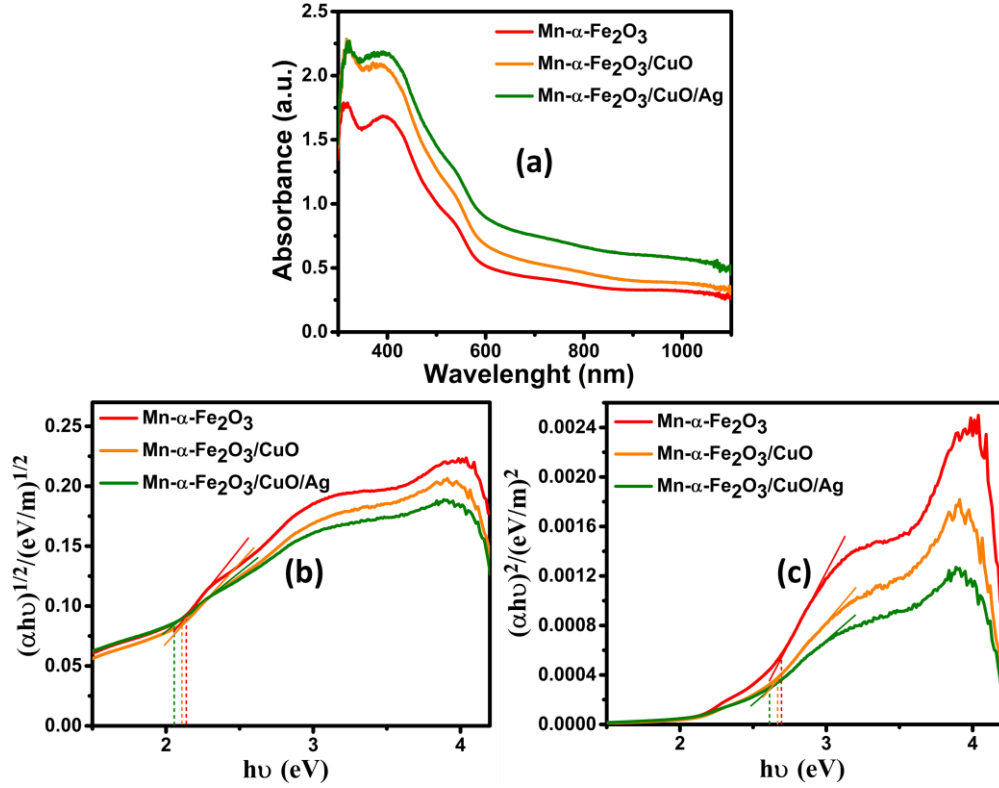 2.5
2.0
1.5
1.0
0.5
0.0
Absorbance (a.u.)
Mn-α-Fe₂O₃
Mn-α-Fe₂O₃/CuO
Mn-α-Fe₂O₃/CuO/Ag
(a)
400 600 800 1000
Wavelenght (nm)
0.25
0.20
0.15
0.10
0.05
0.00
(αhυ)¹ᐟ²/(eV/m)¹ᐟ²
Mn-α-Fe₂O₃
Mn-α-Fe₂O₃/CuO
Mn-α-Fe₂O₃/CuO/Ag
(b)
2 3 4
hυ (eV)
0.0024
0.0020
0.0016
0.0012
0.0008
0.0004
0.0000
(αhυ)²/(eV/m)²
Mn-α-Fe₂O₃
Mn-α-Fe₂O₃/CuO
Mn-α-Fe₂O₃/CuO/Ag
(c)
2 3 4
hυ (eV)